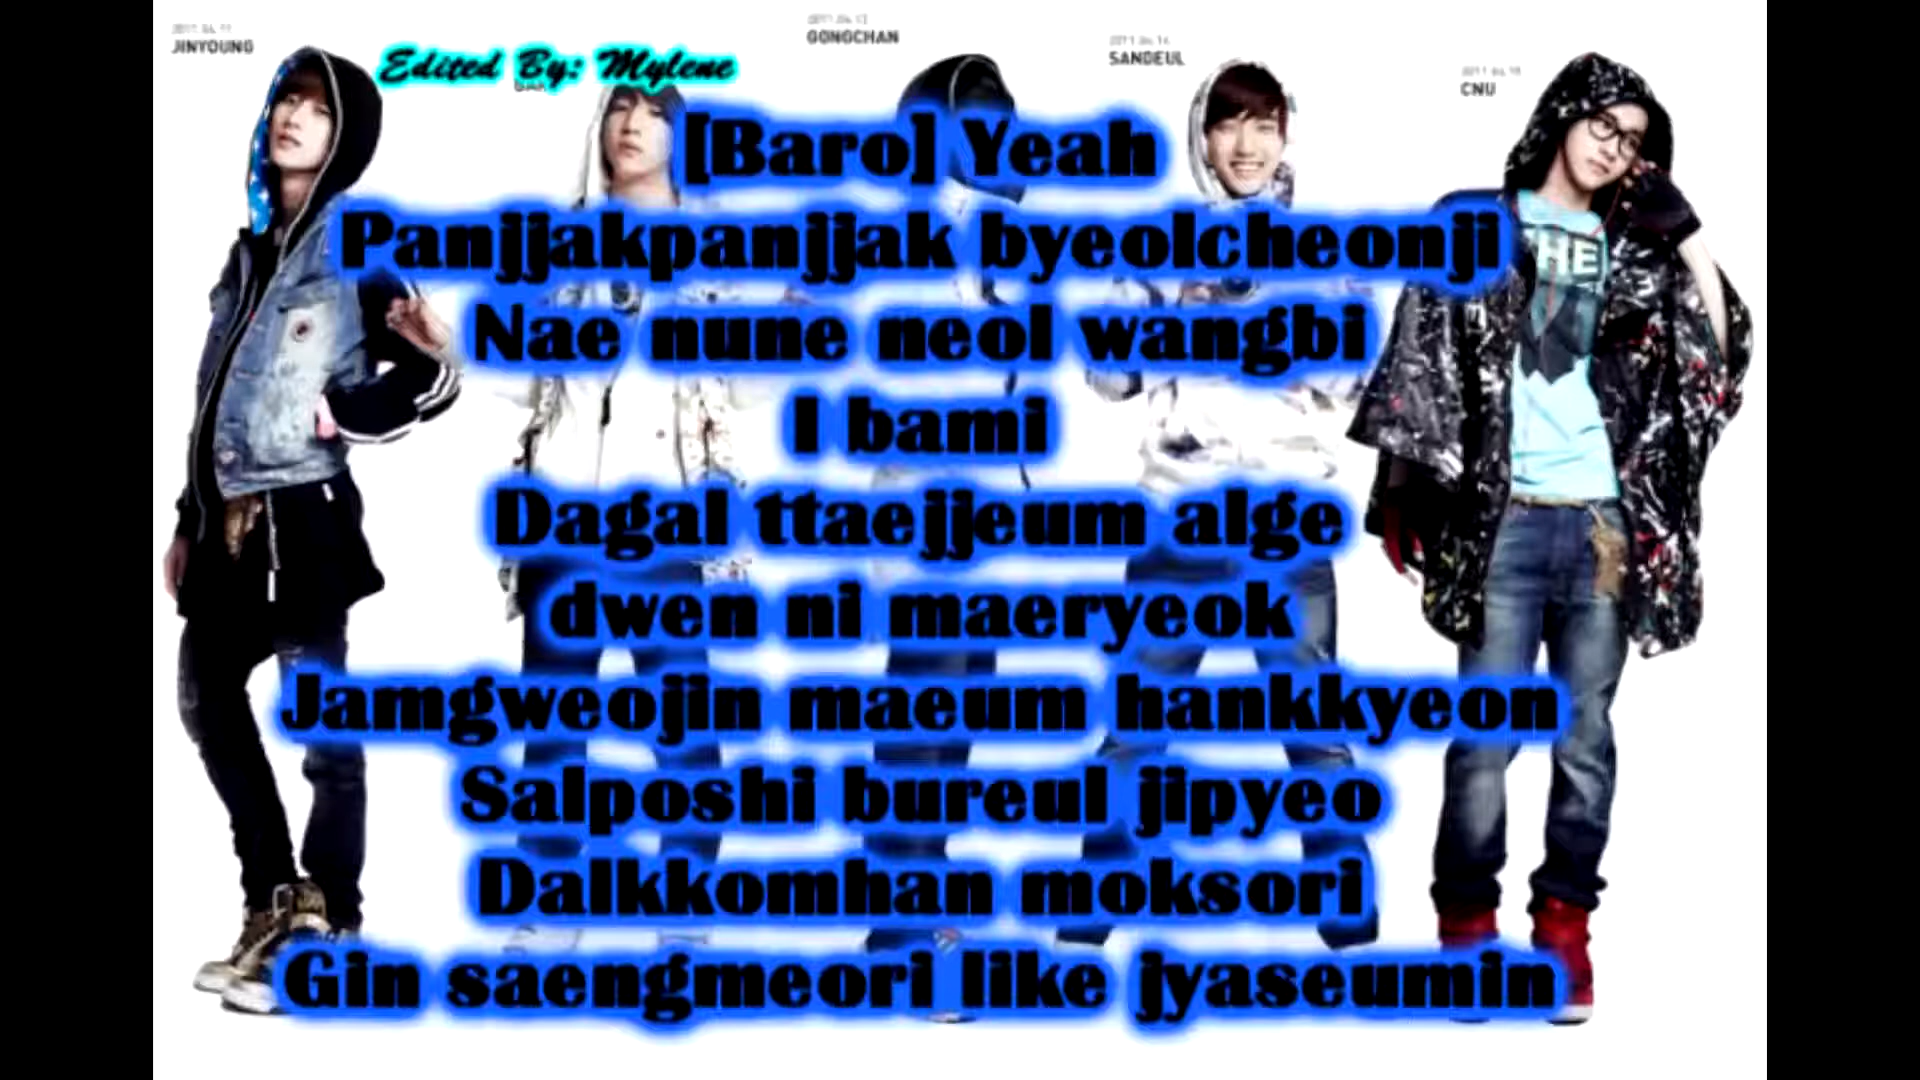 JINYOUNG
GONGCHAN
SANDEUL
CNU
Edited By: Mylene
[Baro] Yeah
Panjjakpanjjak byeolcheonji
Nae nune neol wangbi
I bami
Dagal ttaejjeum alge
dwen ni maeryeok
Jamgweojin maeum hankkyeon
Salposhi bureul jipyeo
Dalkkomhan moksori
Gin saengmeori like jyaseumin